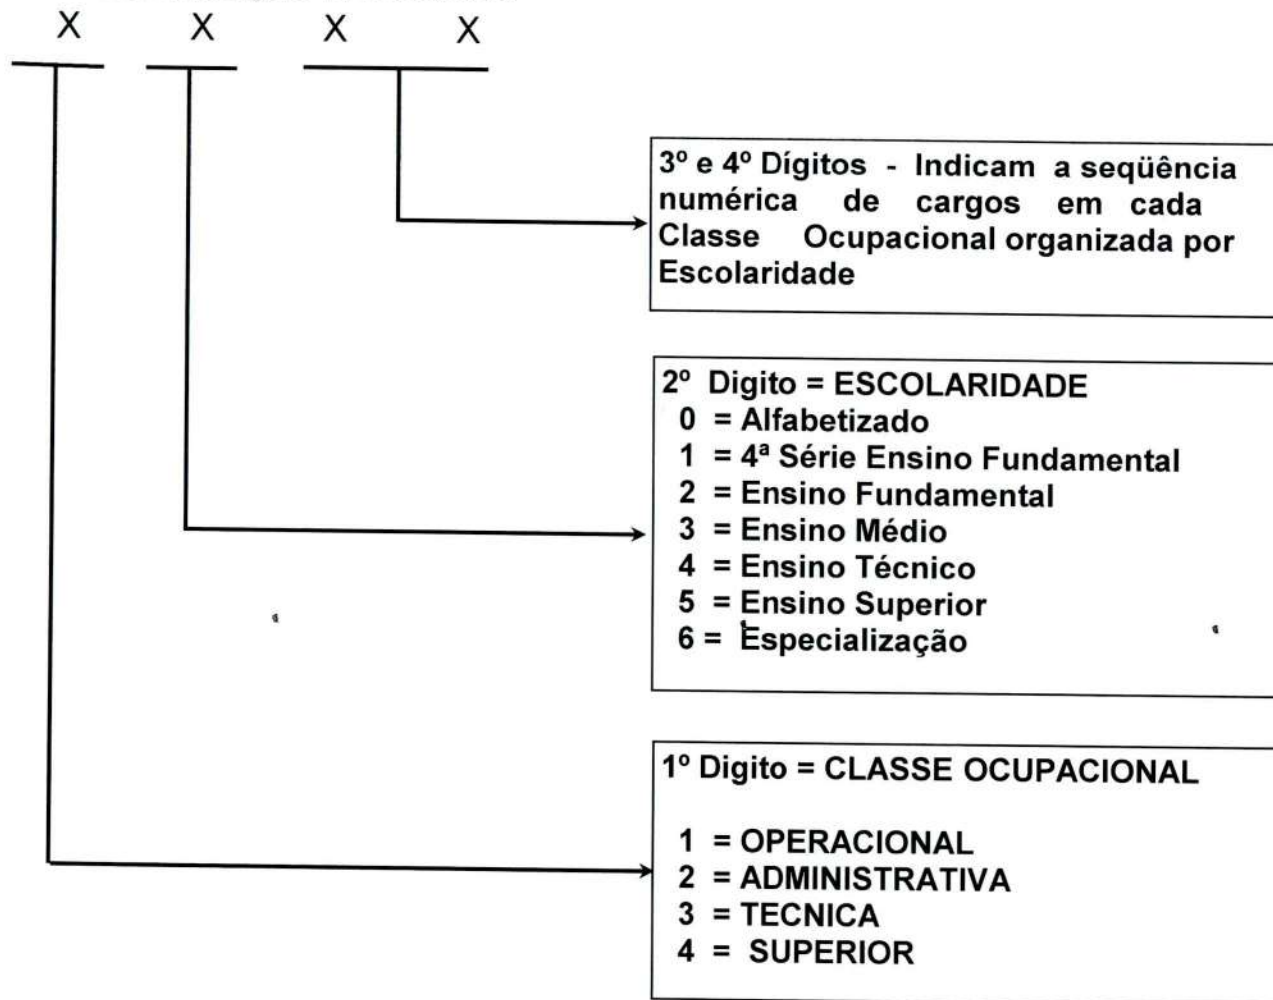 X X X X
3º e 4º Dígitos - Indicam a seqüência
numérica de cargos em cada
Classe Ocupacional organizada por
Escolaridade
2º Digito = ESCOLARIDADE
0 = Alfabetizado
1 = 4ª Série Ensino Fundamental
2 = Ensino Fundamental
3 = Ensino Médio
4 = Ensino Técnico
5 = Ensino Superior
6 = Especialização
1º Digito = CLASSE OCUPACIONAL
1 = OPERACIONAL
2 = ADMINISTRATIVA
3 = TECNICA
4 = SUPERIOR